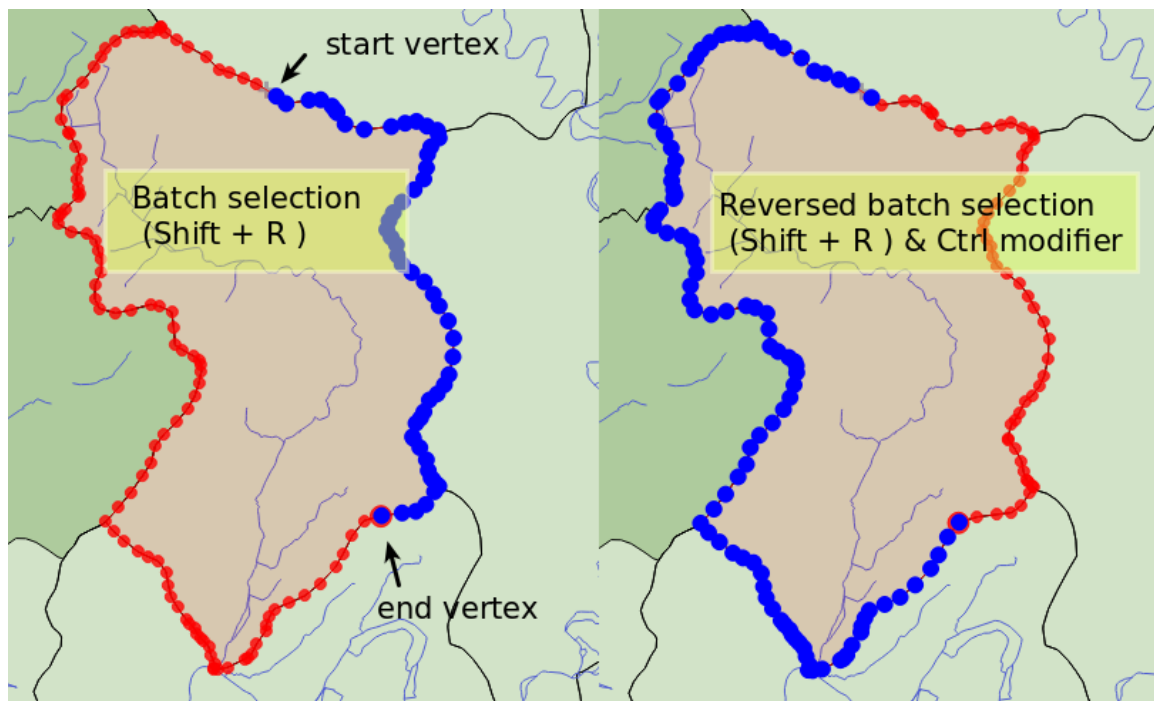 start vertex
Batch selection
(Shift + R )
end vertex
Reversed batch selection
(Shift + R ) & Ctrl modifier